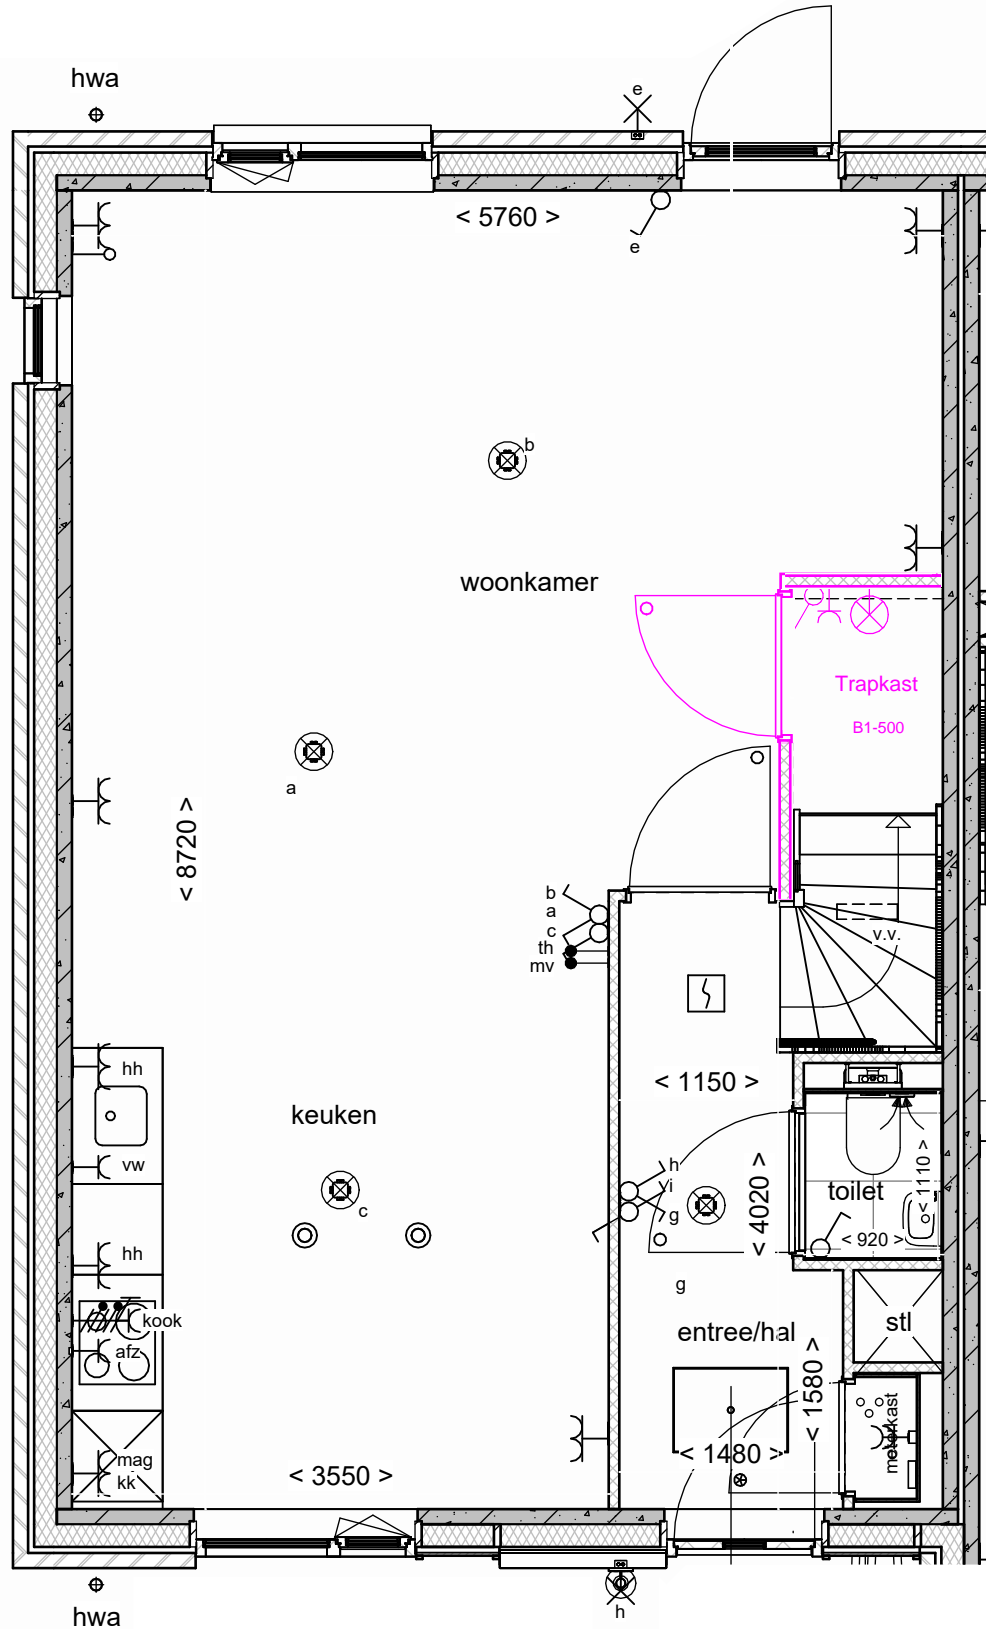 hwa
e
< 5760 >
e
b
woonkamer
Trapkast
B1-500
a
< 8720 >
b
a
c
th
mv
v.v.
hh
< 1150 >
keuken
vw
h
vi
g
< 4020 >
toilet
< 1110 >
< 920 >
c
hh
g
kook
afz
entree/hal
stl
< 1580 >
meterkast
mag
kk
< 3550 >
< 1480 >
hwa
h